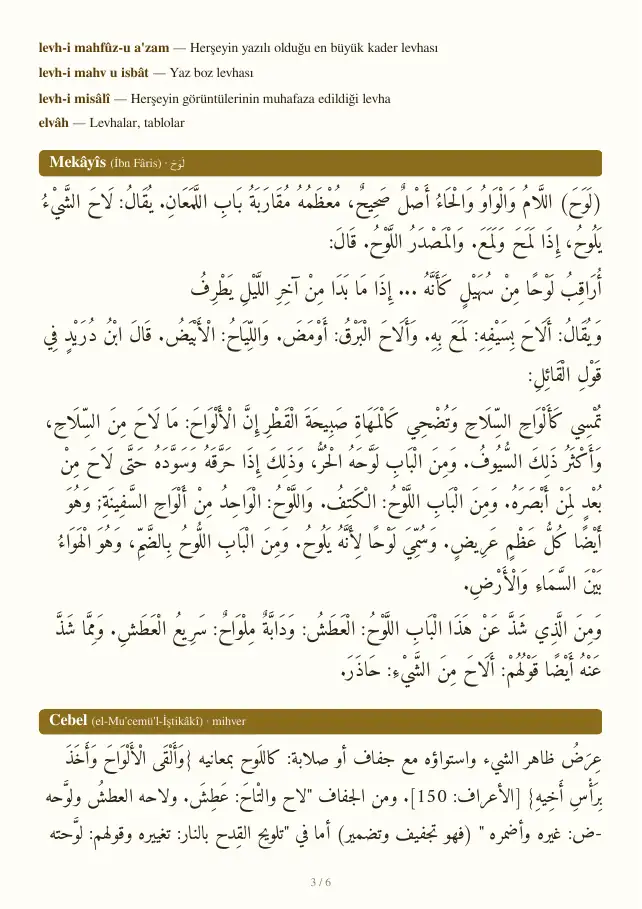 levh-i mahfûz-u a'zam — Herşeyin yazılı olduğu en büyük kader levhası
levh-i mahv u isbât — Yaz boz levhası
levh-i misâlî — Herşeyin görüntülerinin muhafaza edildiği levha
elvâh — Levhalar, tablolar
Mekâyîs (İbn Fâris) · لَوَحَ
(لَوَحَ) اللَّامُ وَالْوَاوُ وَالْحَاءُ أَصْلٌ صَحِيحٌ، مُعْظَمُهُ مُقَارَبَةُ بَابِ اللَّمَعَانِ. يُقَالُ: لَاحَ الشَّيْءُ
يَلُوحُ، إِذَا لَمَحَ وَلَمَعَ. وَالْمَصْدَرُ اللَّوْحُ. قَالَ:
أُرَاقِبُ لَوْحًا مِنْ سُهَيْلٍ كَأَنَّهُ ... إِذَا مَا بَدَا مِنْ آخِرِ اللَّيْلِ يَطْرِفُ
وَيُقَالُ: أَلَاحَ بِسَيْفِهِ: لَمَعَ بِهِ. وَأَلَاحَ الْبَرْقُ: أَوْمَضَ. وَاللِّيَاحُ: الْأَبْيَضُ. قَالَ ابْنُ دُرَيْدٍ فِي
قَوْلِ الْقَائِلِ:
تُمْسِي كَأَلْوَاحِ السِّلَاحِ وَتُضْحِي كَالْمَهَاةِ صَبِيحَةَ الْقَطْرِ إِنَّ الْأَلْوَاحَ: مَا لَاحَ مِنَ السِّلَاحِ،
وَأَكْثَرُ ذَلِكَ السُّيُوفُ. وَمِنَ الْبَابِ لَوَّحَهُ الْحَرُّ، وَذَلِكَ إِذَا حَرَّقَهُ وَسَوَّدَهُ حَتَّى لَاحَ مِنْ
بُعْدٍ لِمَنْ أَبْصَرَهُ. وَمِنَ الْبَابِ اللَّوْحُ: الْكَتِفُ. وَاللَّوْحُ: الْوَاحِدُ مِنْ أَلْوَاحِ السَّفِينَةِ; وَهُوَ
أَيْضًا كُلُّ عَظْمٍ عَرِيضٍ. وَسُمِّيَ لَوْحًا لِأَنَّهُ يَلُوحُ. وَمِنَ الْبَابِ اللُّوحُ بِالضَّمِّ، وَهُوَ الْهَوَاءُ
بَيْنَ السَّمَاءِ وَالْأَرْضِ.
وَمِنَ الَّذِي شَذَّ عَنْ هَذَا الْبَابِ اللَّوْحُ: الْعَطَشُ: وَدَابَّةٌ مِلْوَاحٌ: سَرِيعُ الْعَطَشِ. وَمِمَّا شَذَّ
عَنْهُ أَيْضًا قَوْلُهُمْ: أَلَاحَ مِنَ الشَّيْءِ: حَاذَرَ.
Cebel (el-Mu'cemü'l-İştikâkî) · mihver
عِرَضُ ظاهر الشيء واستواؤه مع جفاف أو صلابة: كاللَوح بمعانيه {وَأَلْقَى الْأَلْوَاحَ وَأَخَذَ
بِرَأْسِ أَخِيهِ} [الأعراف: 150]. ومن الجفاف "لاح والْتاحَ: عَطِشَ. ولاحه العطشُ ولوَّحه
-ض: غيره وأضمره " (فهو تجفيف وتضمير) أما في "تلويح القِدح بالنار: تغييره وقولهم: لوَّحته
3 / 6